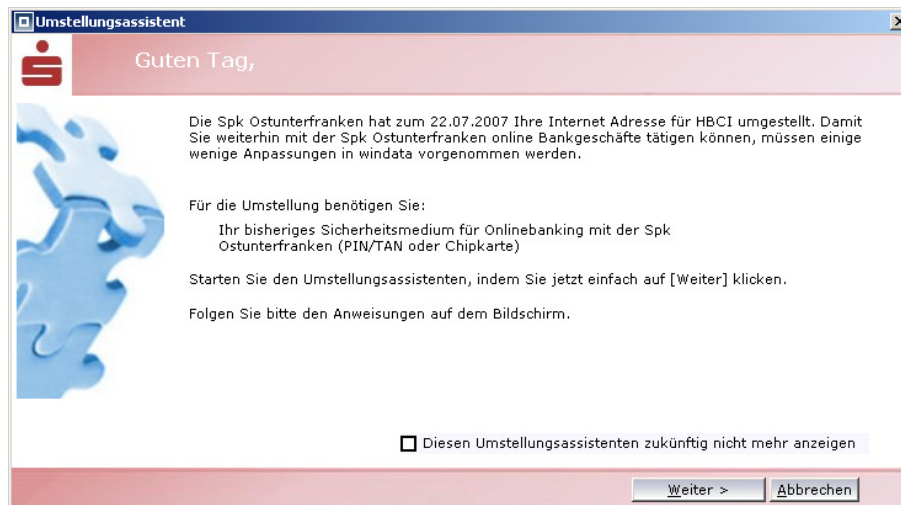 Umstellungsassistent
Guten Tag,
Die Spk Ostunterfranken hat zum 22.07.2007 Ihre Internet Adresse für HBCI umgestellt. Damit
Sie weiterhin mit der Spk Ostunterfranken online Bankgeschäfte tätigen können, müssen einige
wenige Anpassungen in windata vorgenommen werden.
Für die Umstellung benötigen Sie:
Ihr bisheriges Sicherheitsmedium für Onlinebanking mit der Spk
Ostunterfranken (PIN/TAN oder Chipkarte)
Starten Sie den Umstellungsassistenten, indem Sie jetzt einfach auf [Weiter] klicken.
Folgen Sie bitte den Anweisungen auf dem Bildschirm.
Diesen Umstellungsassistenten zukünftig nicht mehr anzeigen
Weiter > Abbrechen